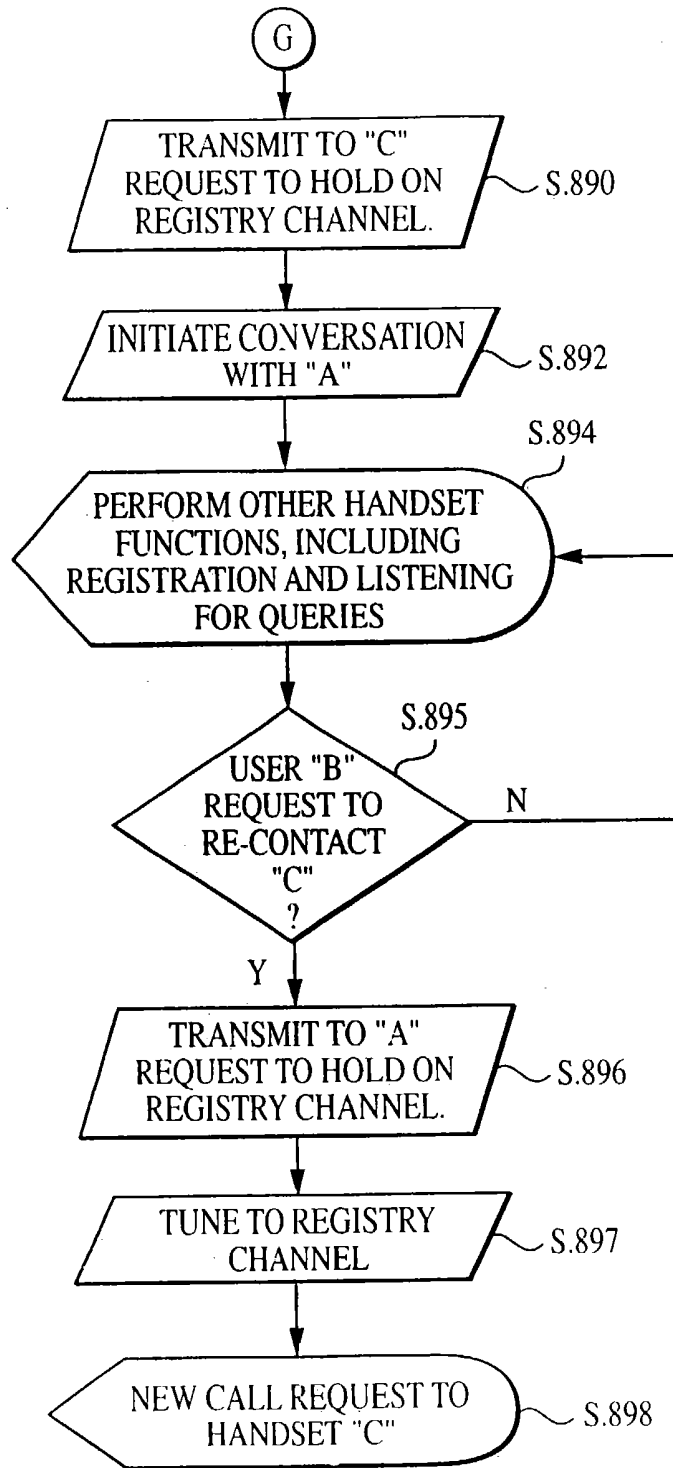 G
TRANSMIT TO "C"
REQUEST TO HOLD ON
REGISTRY CHANNEL.
S.890
INITIATE CONVERSATION
WITH "A"
S.892
S.894
PERFORM OTHER HANDSET
FUNCTIONS, INCLUDING
REGISTRATION AND LISTENING
FOR QUERIES
S.895
USER "B"
REQUEST TO
RE-CONTACT
"C"
?
N
Y
TRANSMIT TO "A"
REQUEST TO HOLD ON
REGISTRY CHANNEL.
S.896
TUNE TO REGISTRY
CHANNEL
S.897
NEW CALL REQUEST TO
HANDSET "C"
S.898